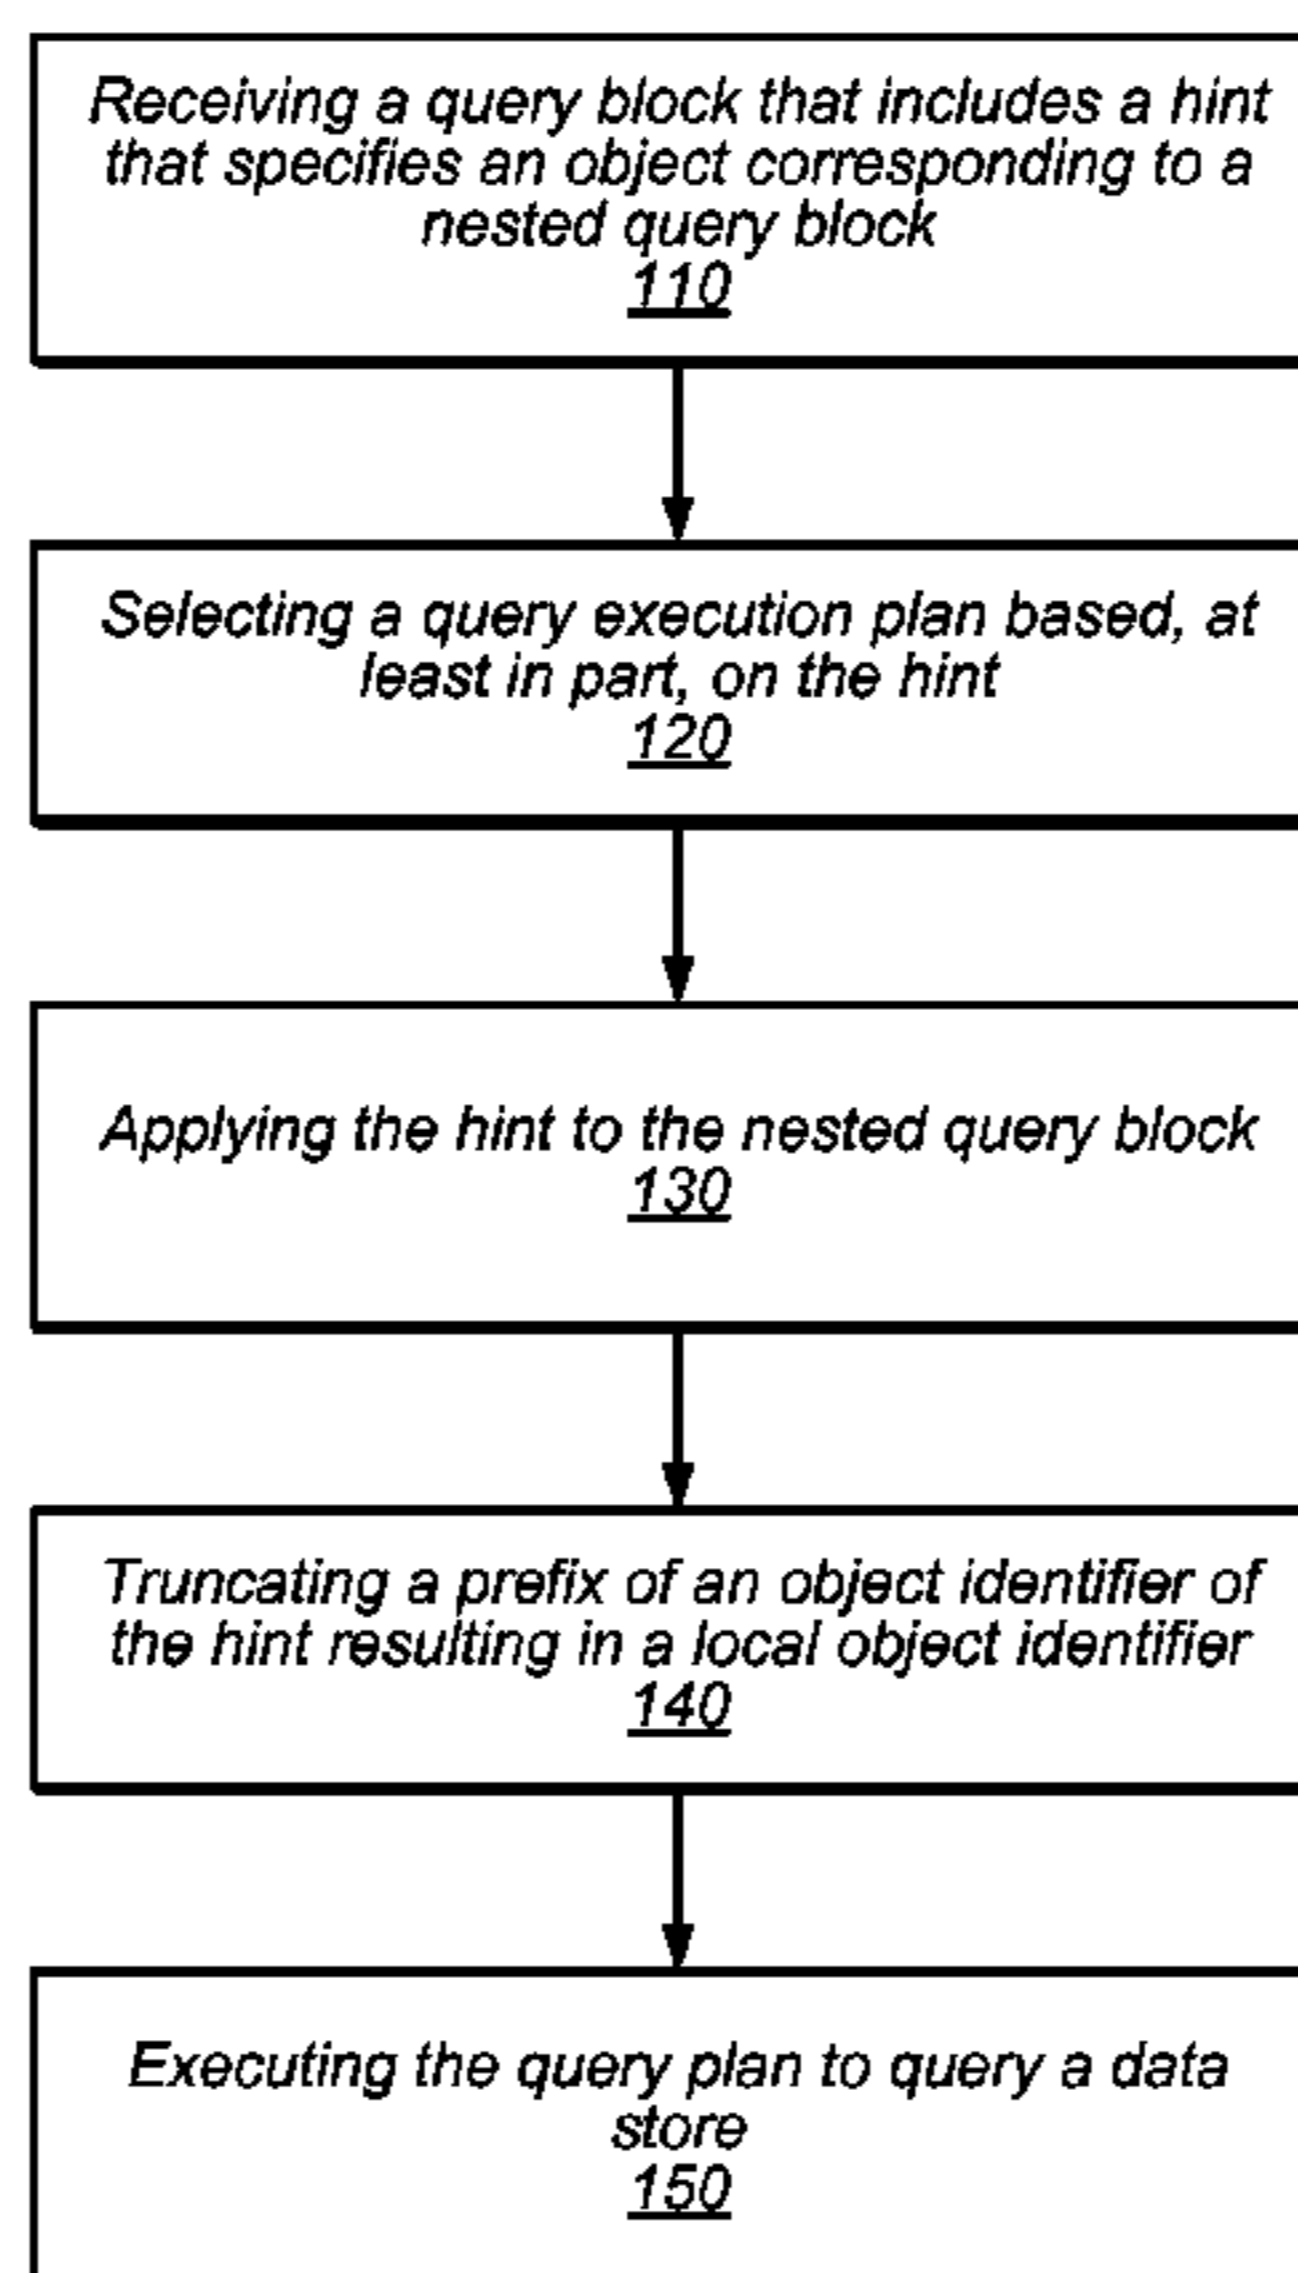 Receiving a query block that includes a hint
that specifies an object corresponding to a
nested query block
110
Selecting a query execution plan based, at
least in part, on the hint
120
Applying the hint to the nested query block
130
Truncating a prefix of an object identifier of
the hint resulting in a local object identifier
140
Executing the query plan to query a data
store
150